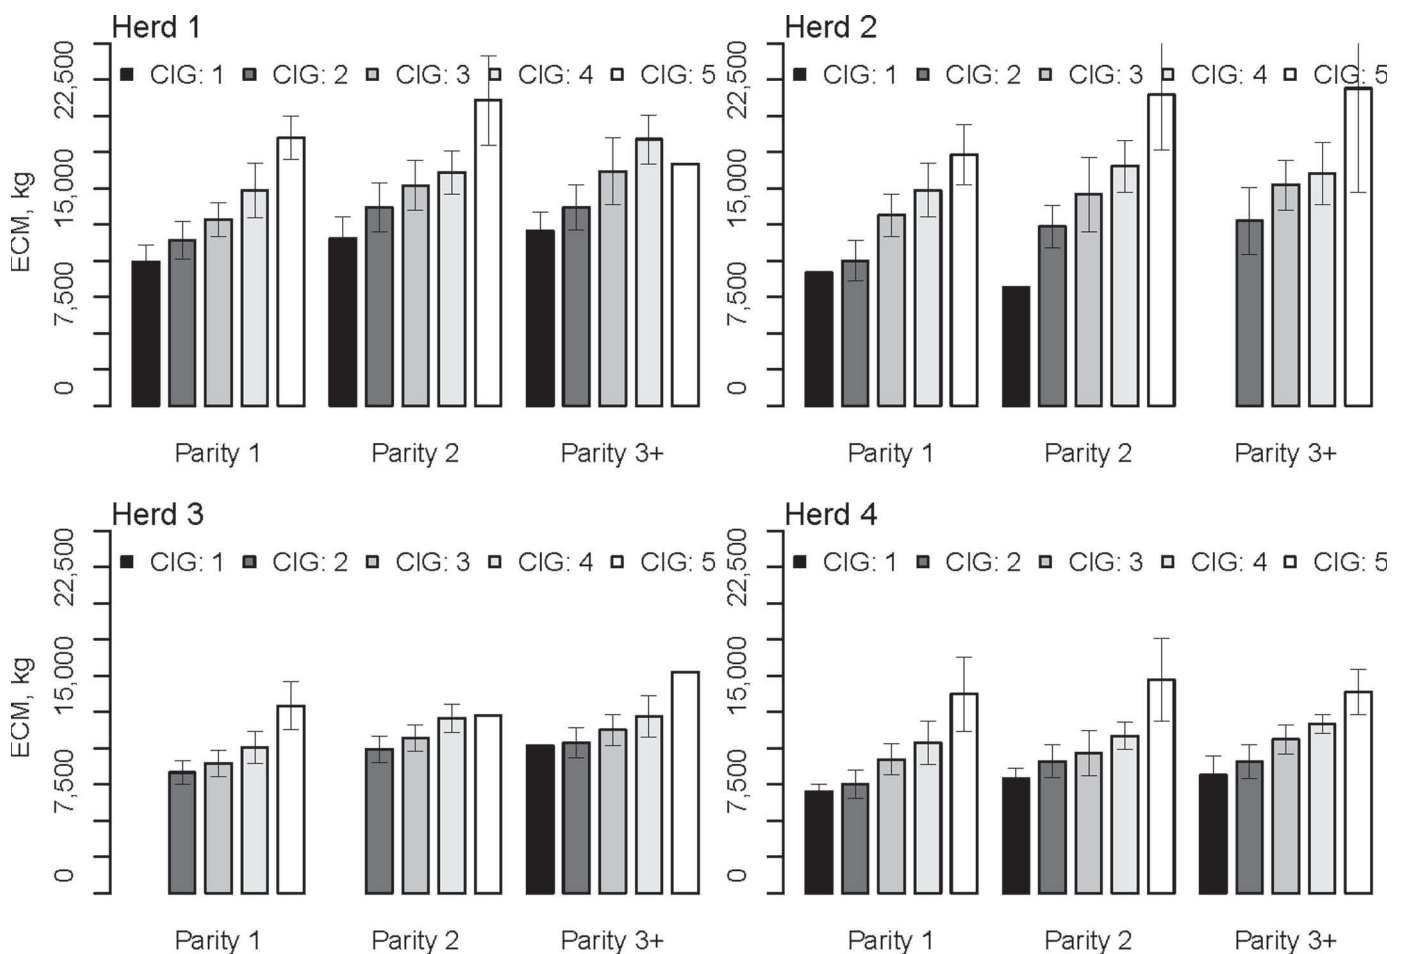 Herd 1
CIG: 1 CIG: 2 CIG: 3 CIG: 4 CIG: 5
ECM, kg
22,500
15,000
7,500
0
Parity 1 Parity 2 Parity 3+
Herd 2
CIG: 1 CIG: 2 CIG: 3 CIG: 4 CIG: 5
22,500
15,000
7,500
0
Parity 1 Parity 2 Parity 3+
Herd 3
CIG: 1 CIG: 2 CIG: 3 CIG: 4 CIG: 5
ECM, kg
22,500
15,000
7,500
0
Parity 1 Parity 2 Parity 3+
Herd 4
CIG: 1 CIG: 2 CIG: 3 CIG: 4 CIG: 5
22,500
15,000
7,500
0
Parity 1 Parity 2 Parity 3+